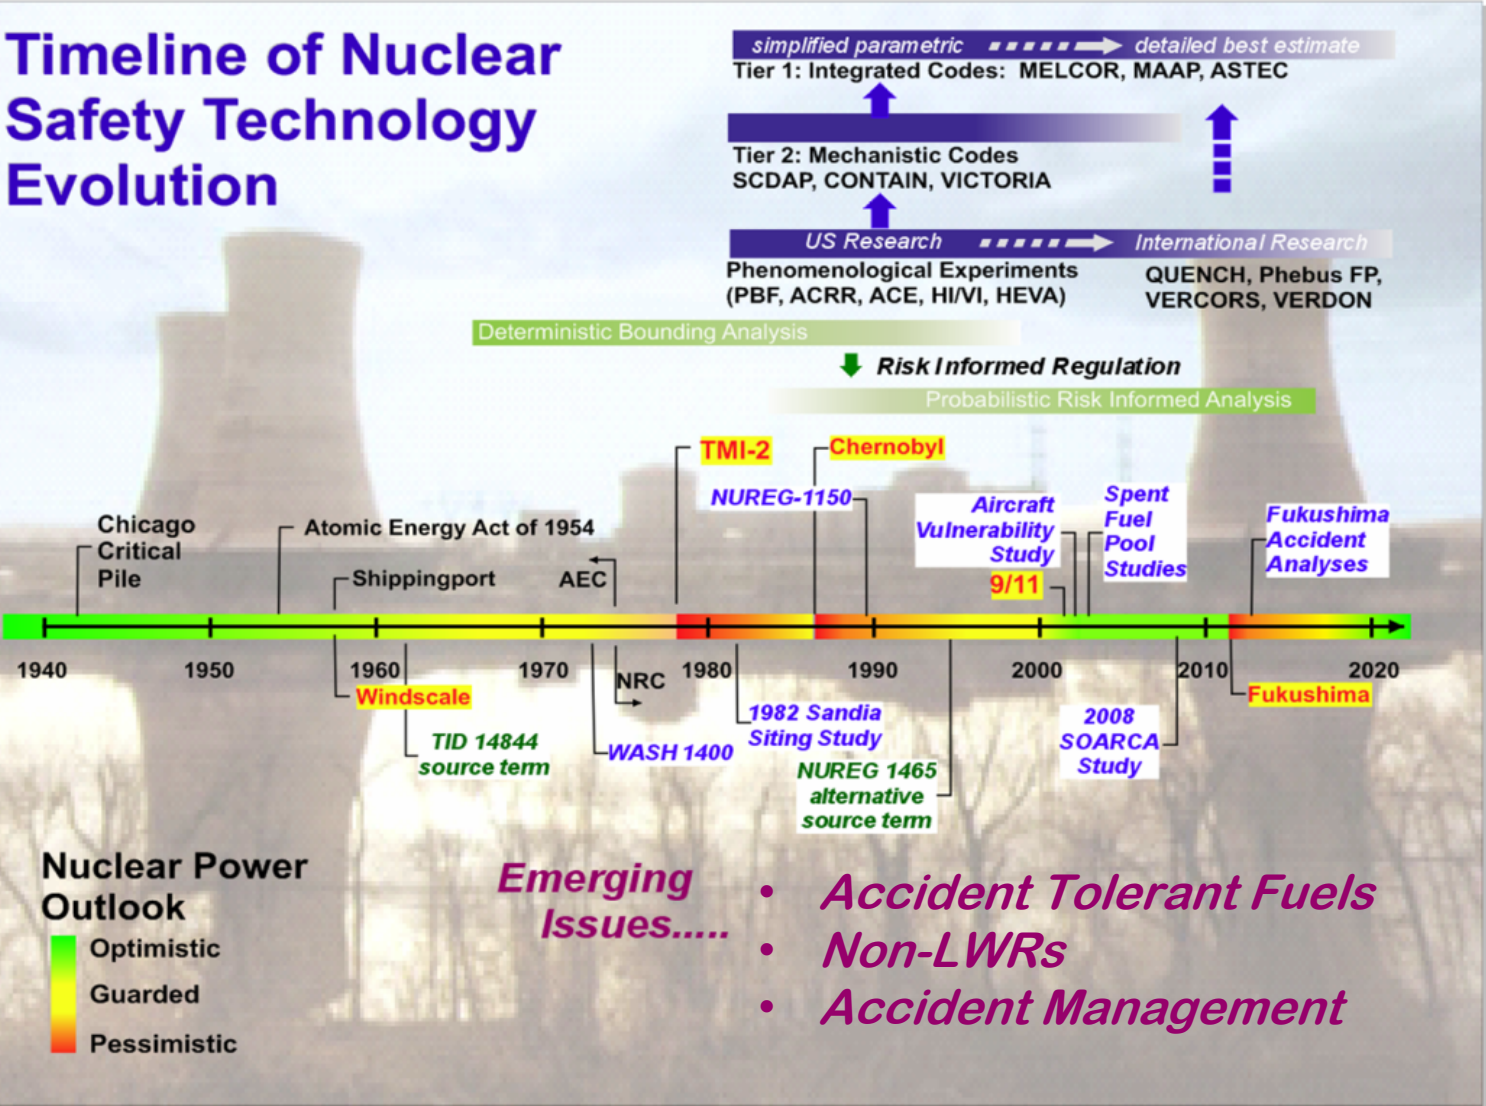 Timeline of Nuclear
Safety Technology
Evolution
simplified parametric
detailed best estimate
Tier 1: Integrated Codes: MELCOR, MAAP, ASTEC
Tier 2: Mechanistic Codes
SCDAP, CONTAIN, VICTORIA
US Research
International Research
Phenomenological Experiments
(PBF, ACRR, ACE, HI/VI, HEVA)
QUENCH, Phebus FP,
VERCORS, VERDON
Deterministic Bounding Analysis
Risk Informed Regulation
Probabilistic Risk Informed Analysis
TMI-2
Chernobyl
NUREG-1150
Aircraft
Vulnerability
Study
9/11
Spent
Fuel
Pool
Studies
Fukushima
Accident
Analyses
Chicago
Critical
Pile
Atomic Energy Act of 1954
Shippingport
AEC
1940
1950
1960
1970
1980
1990
2000
2010
2020
Windscale
NRC
Fukushima
TID 14844
source term
WASH 1400
1982 Sandia
Siting Study
NUREG 1465
alternative
source term
2008
SOARCA
Study
Nuclear Power
Outlook
Optimistic
Guarded
Pessimistic
Emerging
Issues.....
• Accident Tolerant Fuels
• Non-LWRs
• Accident Management